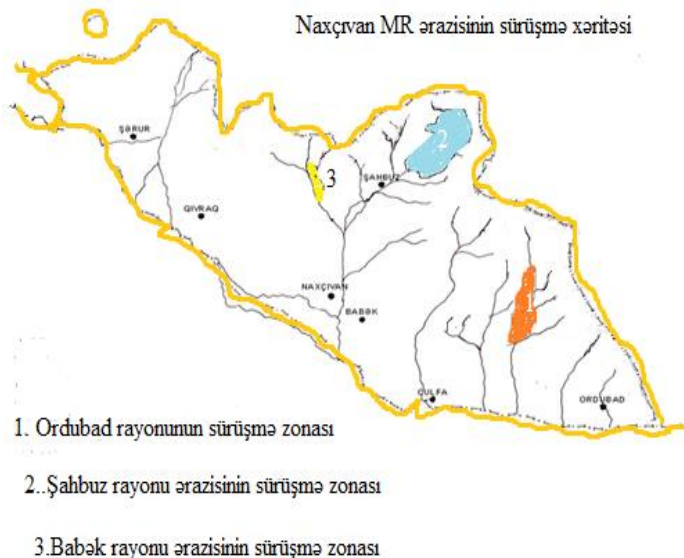 Naxçıvan MR ərazisinin sürüşmə xəritəsi
ŞƏRUR
2
3
ŞAHBUZ
QIVRAQ
NAXÇIVAN
1
BABƏK
CULFA
ORDUBAD
1. Ordubad rayonunun sürüşmə zonası
2..Şahbuz rayonu ərazisinin sürüşmə zonası
3.Babək rayonu ərazisinin sürüşmə zonası